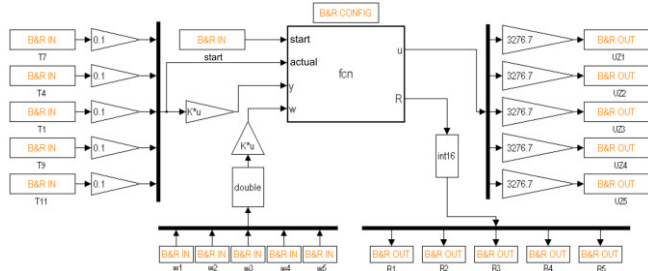 B&R CONFIG
B&R IN
T7
0.1
B&R IN
T4
0.1
B&R IN
T1
0.1
B&R IN
T9
0.1
B&R IN
T11
0.1
B&R IN
start
K*u
start
actual
y
w
fcn
u
R
K*u
double
int16
3276.7
B&R OUT
UZ1
3276.7
B&R OUT
UZ2
3276.7
B&R OUT
UZ3
3276.7
B&R OUT
UZ4
3276.7
B&R OUT
UZ5
B&R IN
B&R IN
B&R IN
B&R IN
B&R IN
w1
w2
w3
w4
w5
B&R OUT
B&R OUT
B&R OUT
B&R OUT
B&R OUT
R1
R2
R3
R4
R5